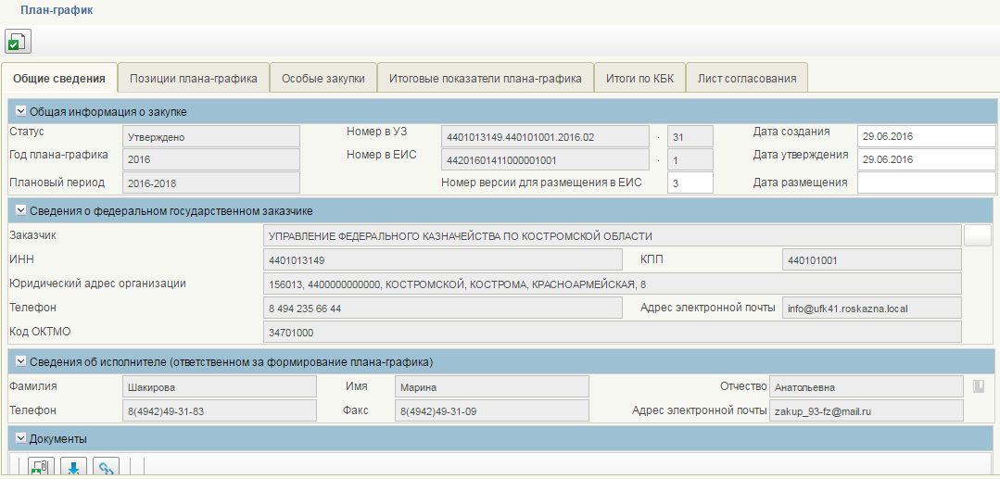 План-график
Общие сведения Позиции плана-графика Особые закупки Итоговые показатели плана-графика Итоги по КБК Лист согласования
Общая информация о закупке
Статус Утверждено Номер в УЗ 4401013149.440101001.2016.02 . 31 Дата создания 29.06.2016
Год плана-графика 2016 Номер в ЕИС 44201601411000001001 . 1 Дата утверждения 29.06.2016
Плановый период 2016-2018 Номер версии для размещения в ЕИС 3 Дата размещения
Сведения о федеральном государственном заказчике
Заказчик УПРАВЛЕНИЕ ФЕДЕРАЛЬНОГО КАЗНАЧЕЙСТВА ПО КОСТРОМСКОЙ ОБЛАСТИ
ИНН 4401013149 КПП 440101001
Юридический адрес организации 156013, 4400000000000, КОСТРОМСКОЙ, КОСТРОМА, КРАСНОАРМЕЙСКАЯ, 8
Телефон 8 494 235 66 44 Адрес электронной почты info@ufk41.roskazna.local
Код ОКТМО 34701000
Сведения об исполнителе (ответственном за формирование плана-графика)
Фамилия Шакирова Имя Марина Отчество Анатольевна
Телефон 8(4942)49-31-83 Факс 8(4942)49-31-09 Адрес электронной почты zakup_93-fz@mail.ru
Документы